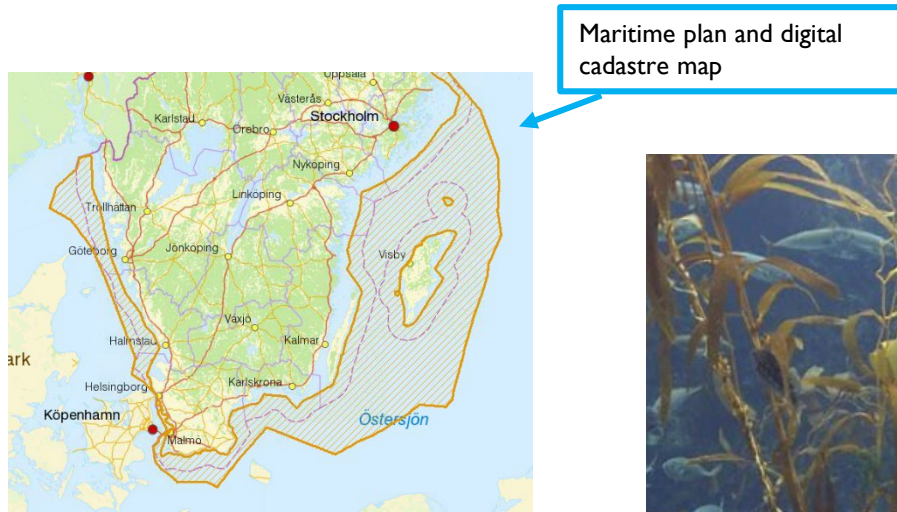 Maritime plan and digital
cadastre map
Uppsala
Västerås
Karlstad
Örebro
Stockholm
Nyköping
Trollhättan
Linköping
Göteborg
Jönköping
Visby
Växjö
Halmstad
Kalmar
ark
Helsingborg
Karlskrona
Köpenhamn
Malmö
Östersjön